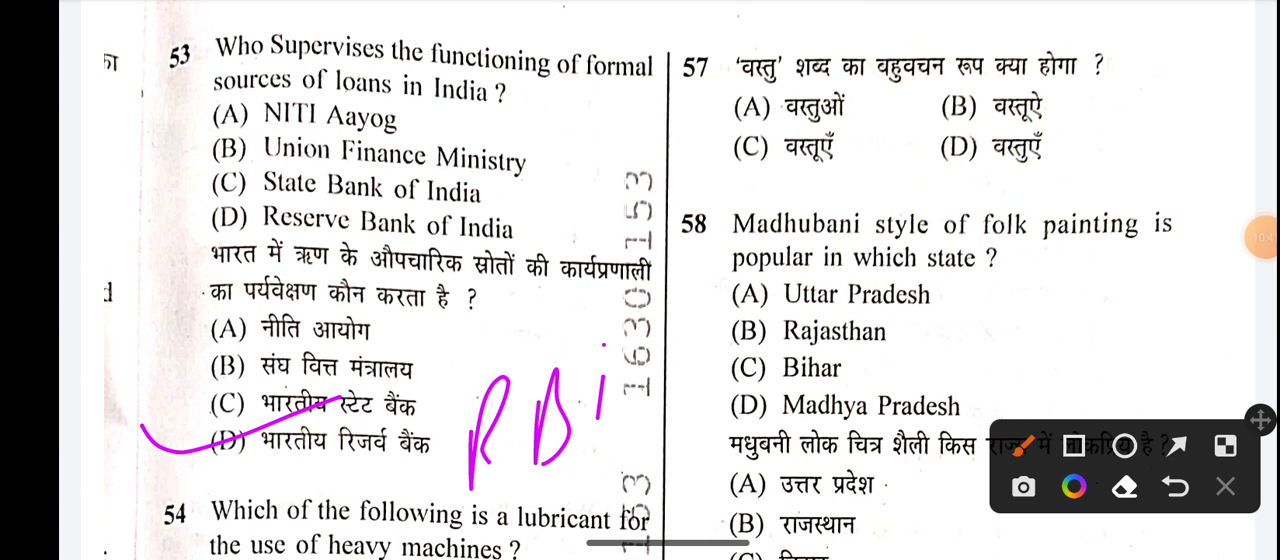 का
53 Who Supervises the functioning of formal
sources of loans in India ?
(A) NITI Aayog
(B) Union Finance Ministry
(C) State Bank of India
(D) Reserve Bank of India
भारत में ऋण के औपचारिक स्रोतों की कार्यप्रणाली
का पर्यवेक्षण कौन करता है ?
(A) नीति आयोग
(B) संघ वित्त मंत्रालय
(C) भारतीय स्टेट बैंक
(D) भारतीय रिजर्व बैंक
RBI
54 Which of the following is a lubricant for
the use of heavy machines ?
1630153
57 'वस्तु' शब्द का बहुवचन रूप क्या होगा ?
(A) वस्तुओं (B) वस्तूऐ
(C) वस्तूएँ (D) वस्तुएँ
58 Madhubani style of folk painting is
popular in which state ?
(A) Uttar Pradesh
(B) Rajasthan
(C) Bihar
(D) Madhya Pradesh
मधुबनी लोक चित्र शैली किस राज्य में लोकप्रिय है ?
(A) उत्तर प्रदेश
(B) राजस्थान